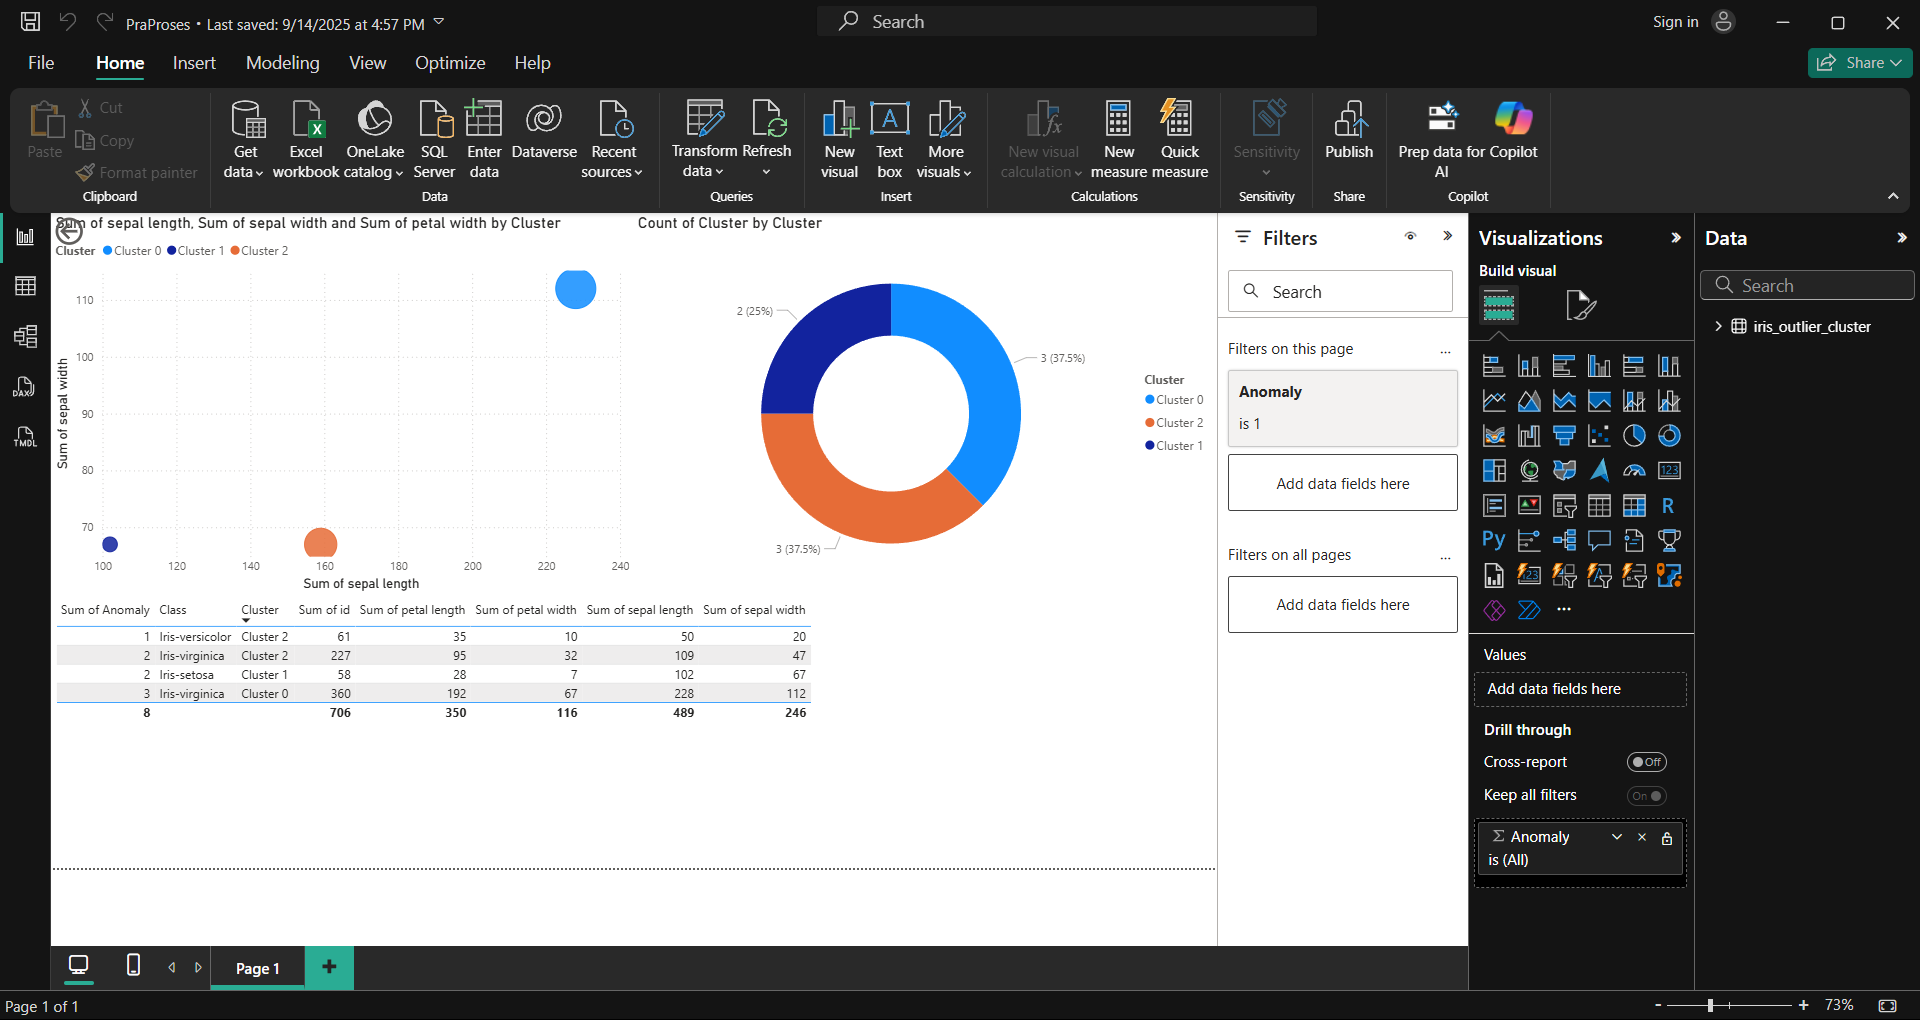 PraProses • Last saved: 9/14/2025 at 4:57 PM
Search
Sign in
File
Home
Insert
Modeling
View
Optimize
Help
Share
Paste
Cut
Copy
Format painter
Clipboard
Get data
Excel workbook
OneLake catalog
SQL Server
Enter data
Dataverse
Recent sources
Data
Transform data
Refresh
Queries
New visual
A
Text box
More visuals
Insert
New visual calculation
New measure
Quick measure
Calculations
Sensitivity
Sensitivity
Publish
Share
Prep data for AI
Copilot
Copilot
DAX
TMDL
Sum of sepal length, Sum of sepal width and Sum of petal width by Cluster
Cluster Cluster 0 Cluster 1 Cluster 2
Sum of sepal width
110
100
90
80
70
100 120 140 160 180 200 220 240
Sum of sepal length
Count of Cluster by Cluster
2 (25%)
3 (37.5%)
3 (37.5%)
Cluster
Cluster 0
Cluster 2
Cluster 1
Sum of Anomaly Class Cluster Sum of id Sum of petal length Sum of petal width Sum of sepal length Sum of sepal width
1 Iris-versicolor Cluster 2 61 35 10 50 20
2 Iris-virginica Cluster 2 227 95 32 109 47
2 Iris-setosa Cluster 1 58 28 7 102 67
3 Iris-virginica Cluster 0 360 192 67 228 112
8 706 350 116 489 246
Filters
Search
Filters on this page ...
Anomaly
is 1
Add data fields here
Filters on all pages ...
Add data fields here
Visualizations
Build visual
123
R
Py
123
...
Values
Add data fields here
Drill through
Cross-report Off
Keep all filters On
Σ Anomaly
is (All)
Data
Search
iris_outlier_cluster
Page 1
+
Page 1 of 1
- + 73%